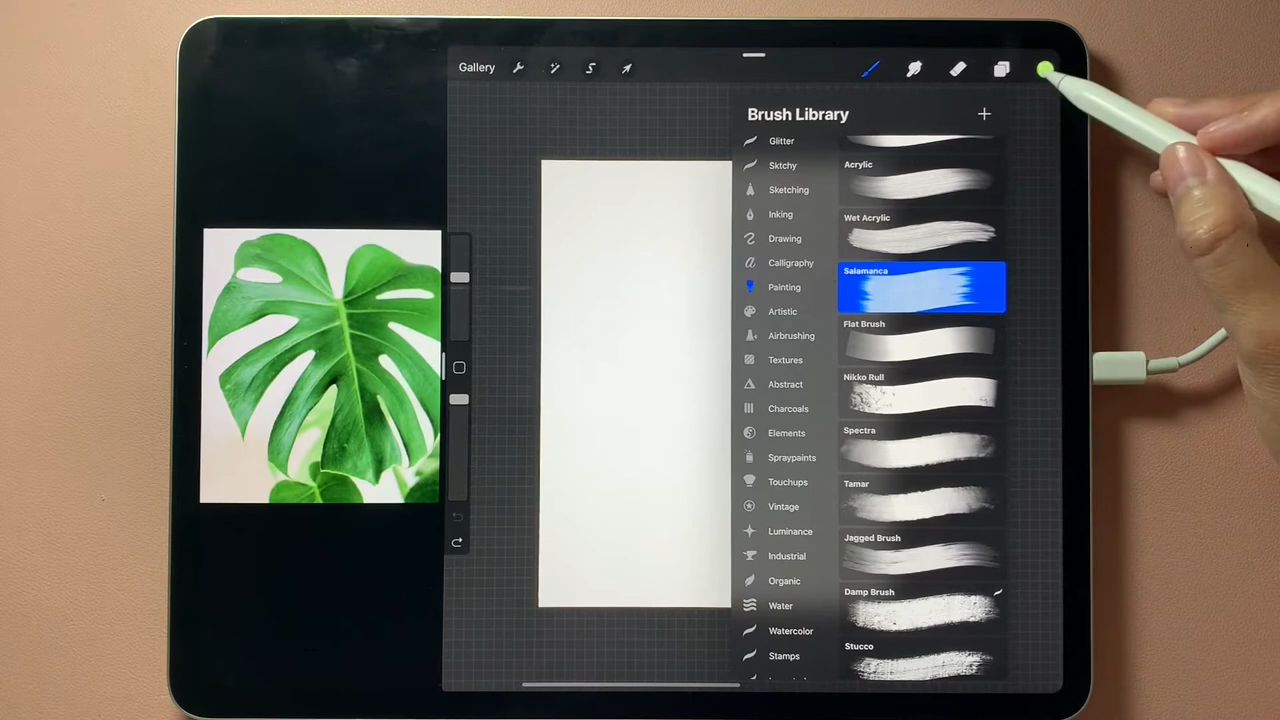 Gallery
Brush Library
Glitter
Sktchy
Sketching
Inking
Drawing
Calligraphy
Painting
Artistic
Airbrushing
Textures
Abstract
Charcoals
Elements
Spraypaints
Touchups
Vintage
Luminance
Industrial
Organic
Water
Watercolor
Stamps
Acrylic
Wet Acrylic
Salamanca
Flat Brush
Nikko Rull
Spectra
Tamar
Jagged Brush
Damp Brush
Stucco